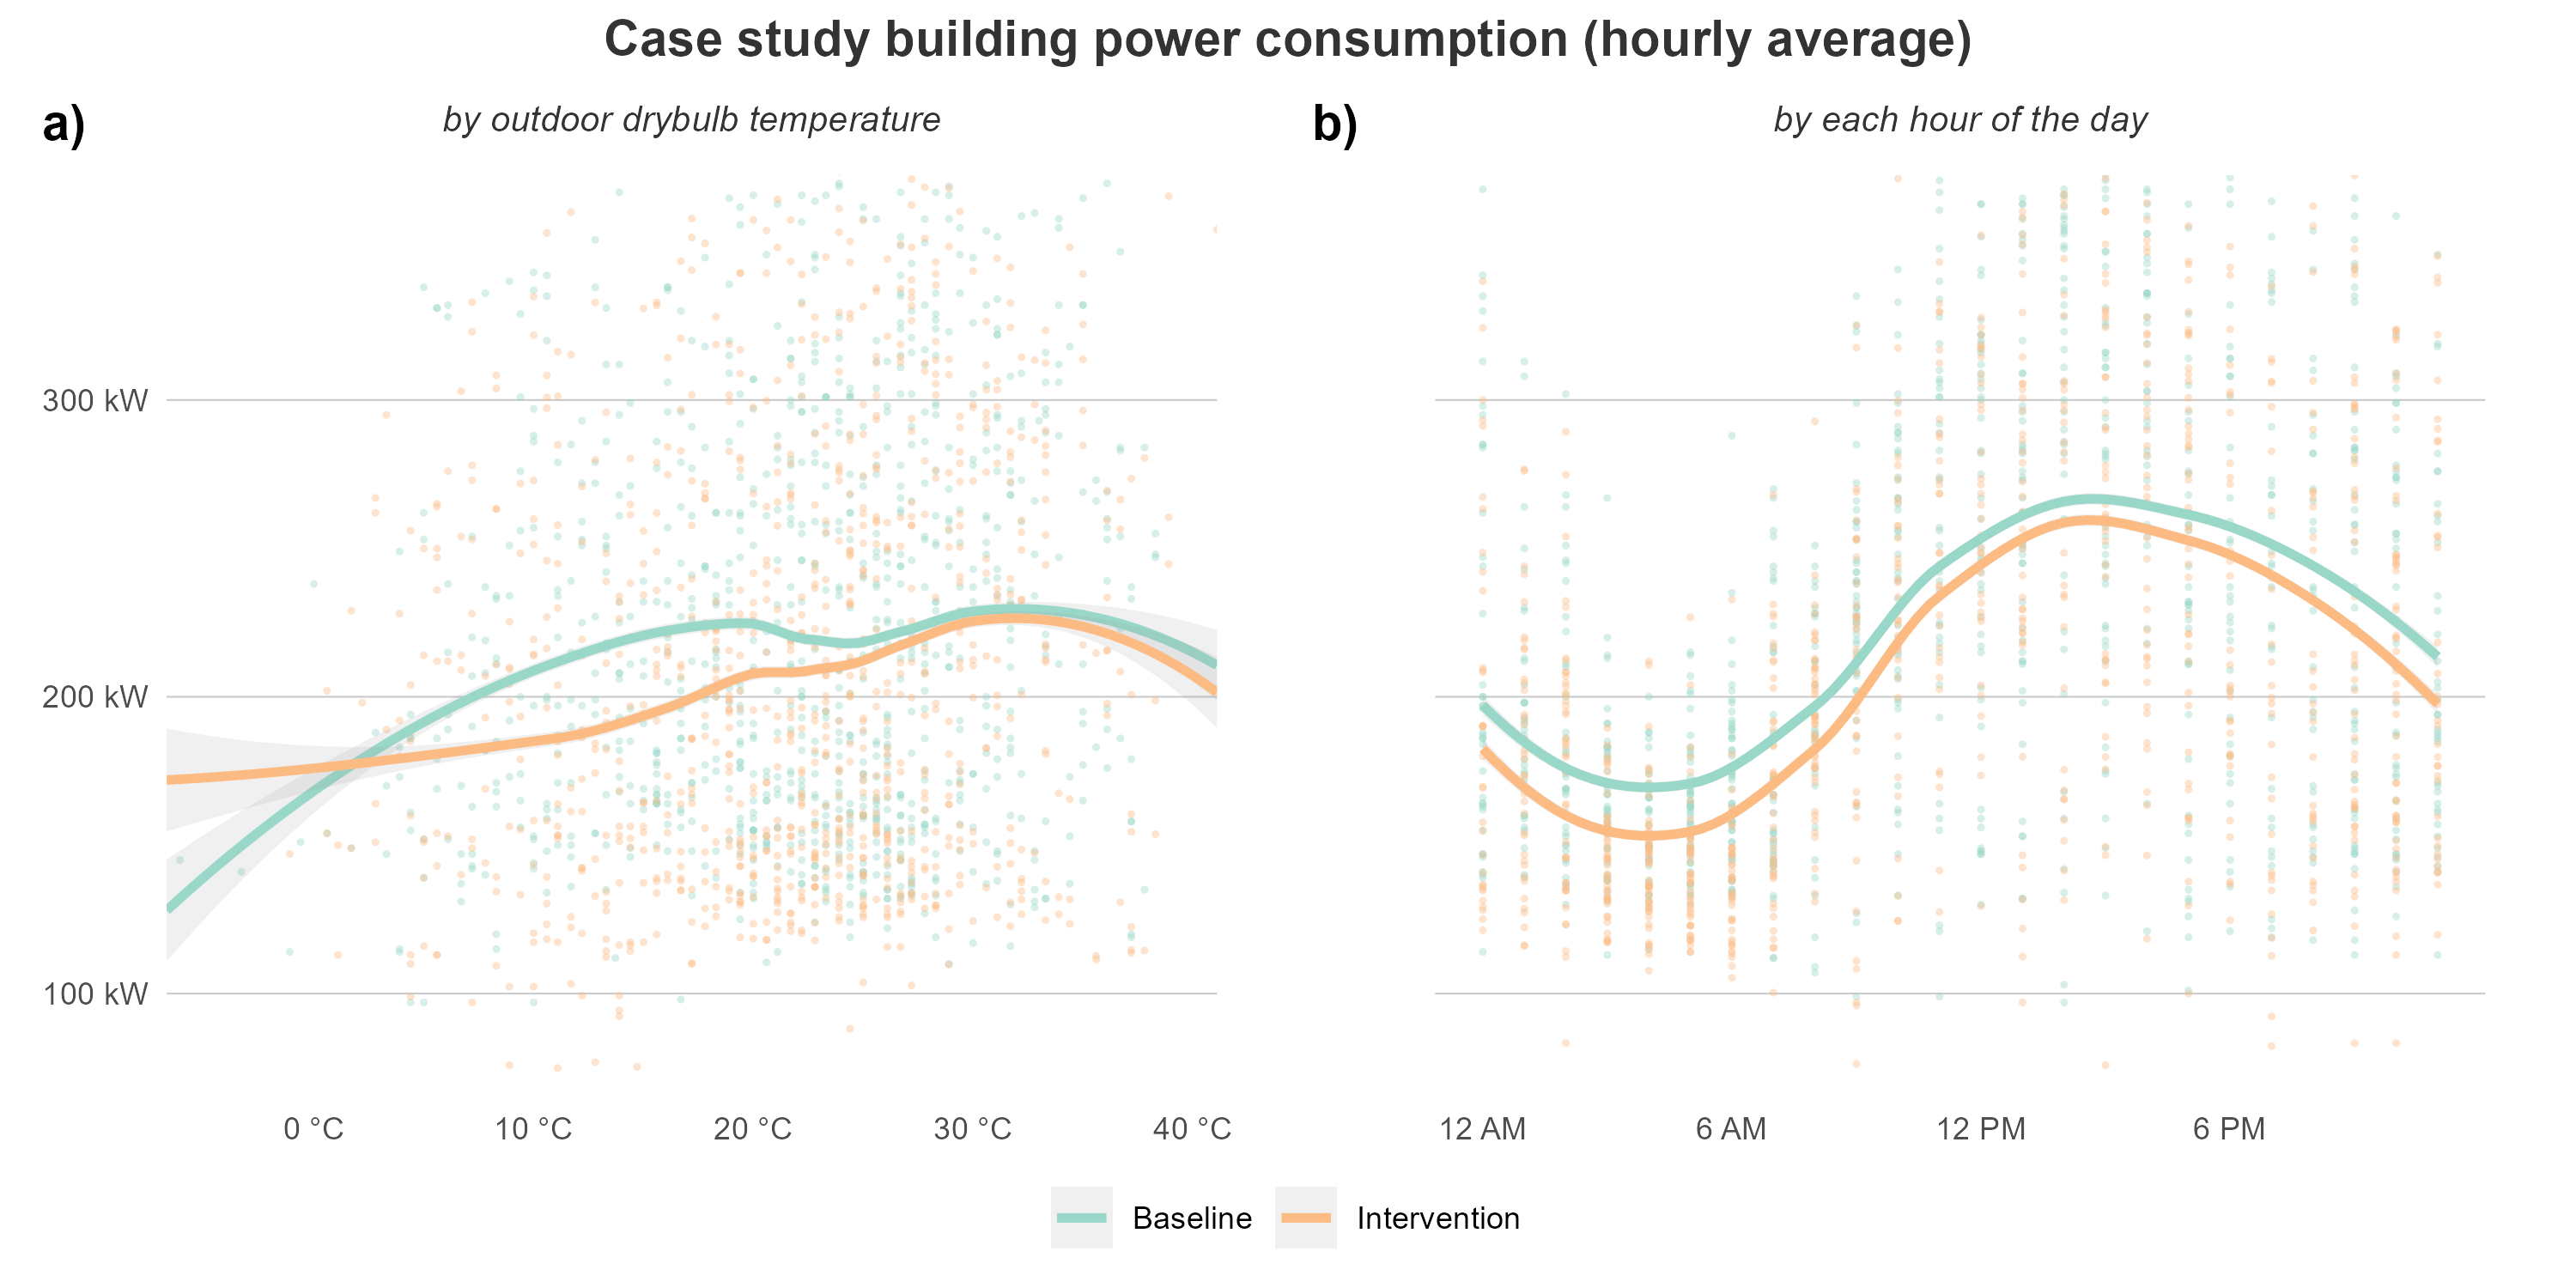 Case study building power consumption (hourly average)
a)
by outdoor drybulb temperature
b)
by each hour of the day
300 kW
200 kW
100 kW
0 °C 10 °C 20 °C 30 °C 40 °C
12 AM 6 AM 12 PM 6 PM
Baseline Intervention